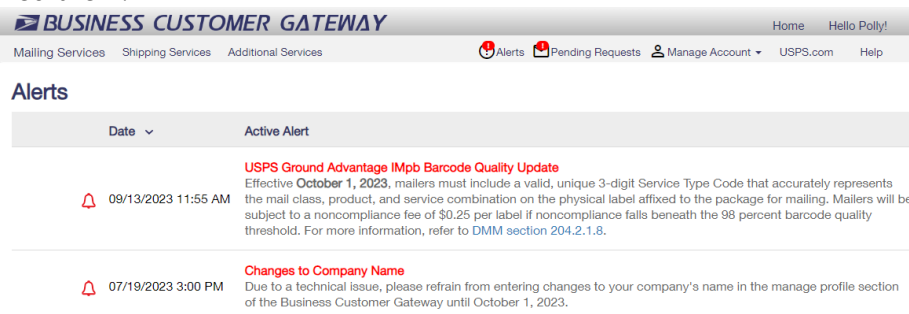 BUSINESS CUSTOMER GATEWAY
Home Hello Polly!
Mailing Services Shipping Services Additional Services Alerts Pending Requests Manage Account USPS.com Help
Alerts
Date Active Alert
USPS Ground Advantage IMpb Barcode Quality Update
Effective October 1, 2023, mailers must include a valid, unique 3-digit Service Type Code that accurately represents
09/13/2023 11:55 AM the mail class, product, and service combination on the physical label affixed to the package for mailing. Mailers will be
subject to a noncompliance fee of $0.25 per label if noncompliance falls beneath the 98 percent barcode quality
threshold. For more information, refer to DMM section 204.2.1.8.
Changes to Company Name
07/19/2023 3:00 PM Due to a technical issue, please refrain from entering changes to your company's name in the manage profile section
of the Business Customer Gateway until October 1, 2023.